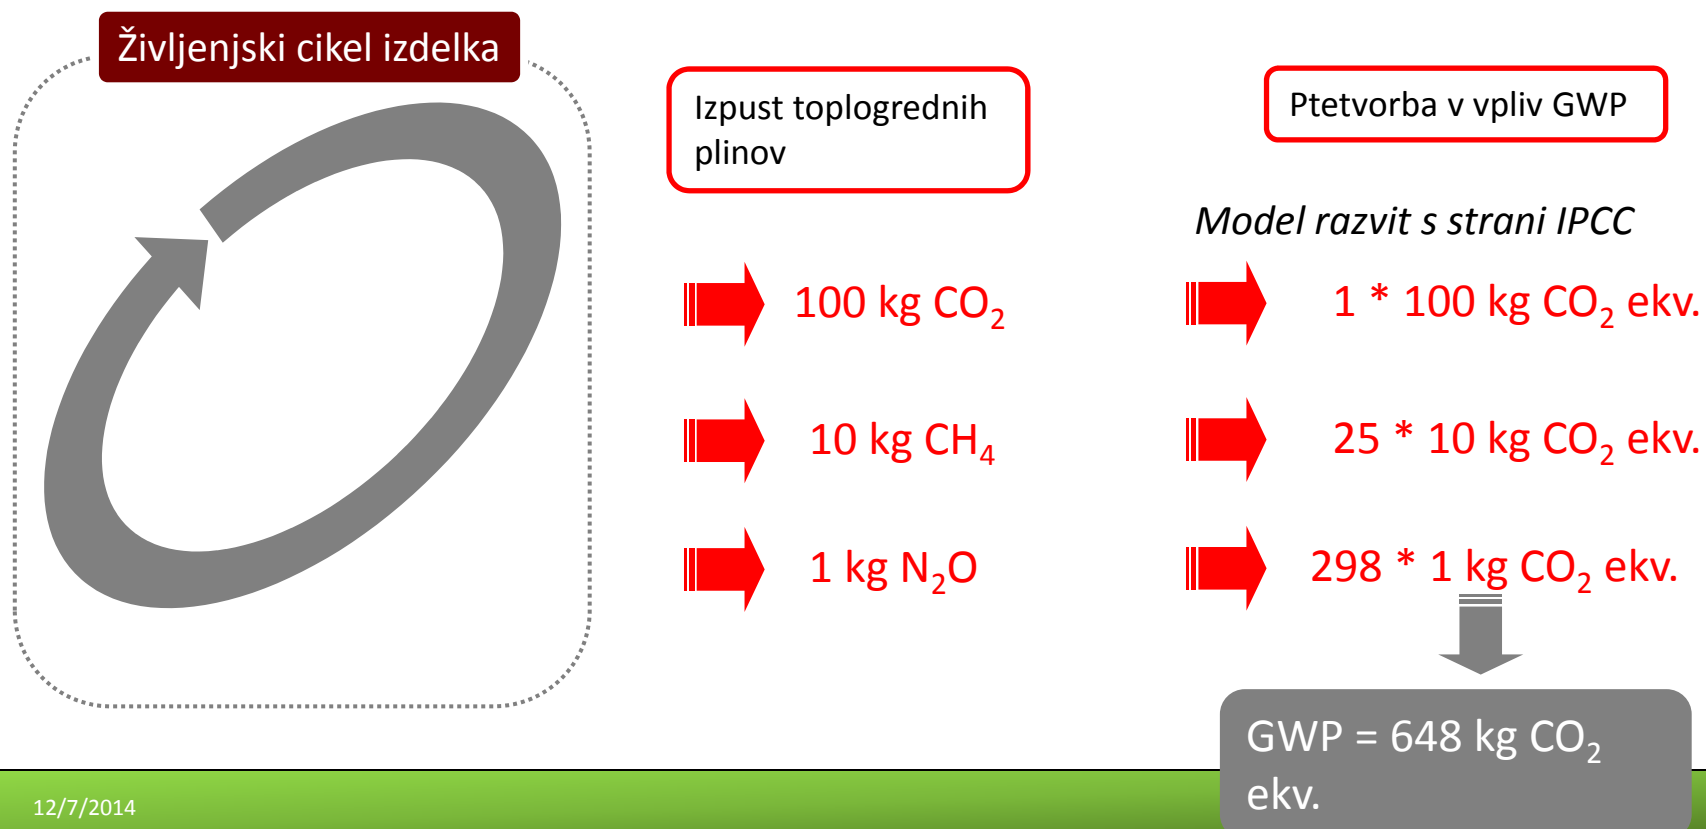 Življenjski cikel izdelka
Izpust toplogrednih
plinov
Ptetvorba v vpliv GWP
Model razvit s strani IPCC
100 kg CO₂
1 * 100 kg CO₂ ekv.
10 kg CH₄
25 * 10 kg CO₂ ekv.
1 kg N₂O
298 * 1 kg CO₂ ekv.
GWP = 648 kg CO₂
ekv.
12/7/2014